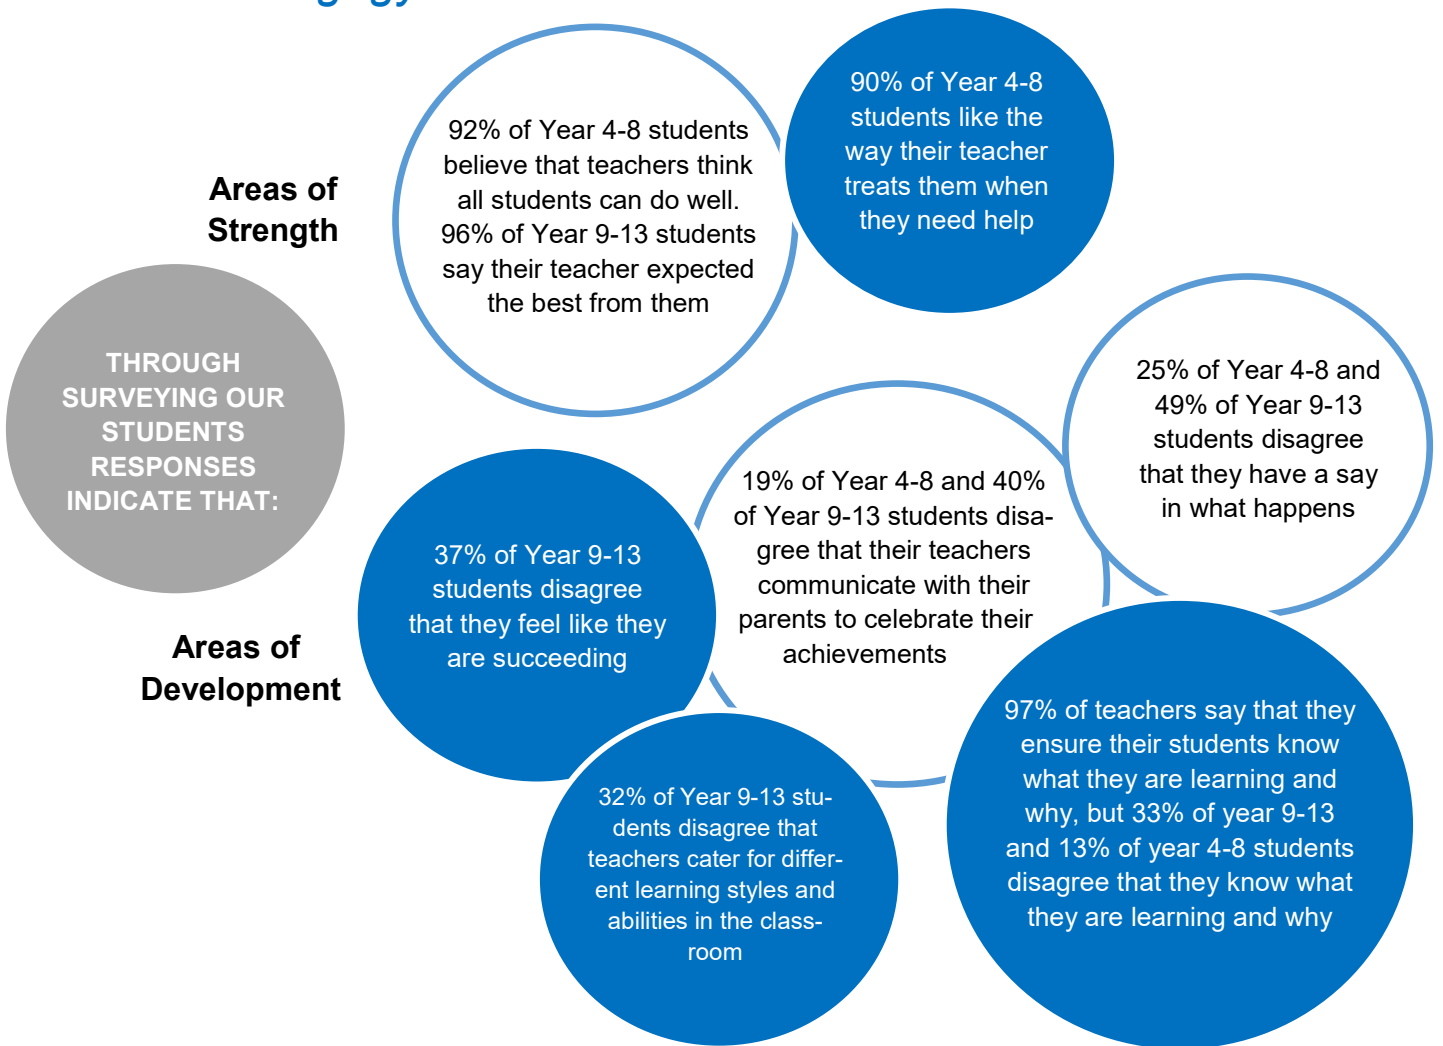 92% of Year 4-8 students
believe that teachers think
all students can do well.
96% of Year 9-13 students
say their teacher expected
the best from them
90% of Year 4-8
students like the
way their teacher
treats them when
they need help
Areas of
Strength
THROUGH
SURVEYING OUR
STUDENTS
RESPONSES
INDICATE THAT:
25% of Year 4-8 and
49% of Year 9-13
students disagree
that they have a say
in what happens
19% of Year 4-8 and 40%
of Year 9-13 students disa-
gree that their teachers
communicate with their
parents to celebrate their
achievements
37% of Year 9-13
students disagree
that they feel like they
are succeeding
Areas of
Development
97% of teachers say that they
ensure their students know
what they are learning and
why, but 33% of year 9-13
and 13% of year 4-8 students
disagree that they know what
they are learning and why
32% of Year 9-13 stu-
dents disagree that
teachers cater for differ-
ent learning styles and
abilities in the class-
room